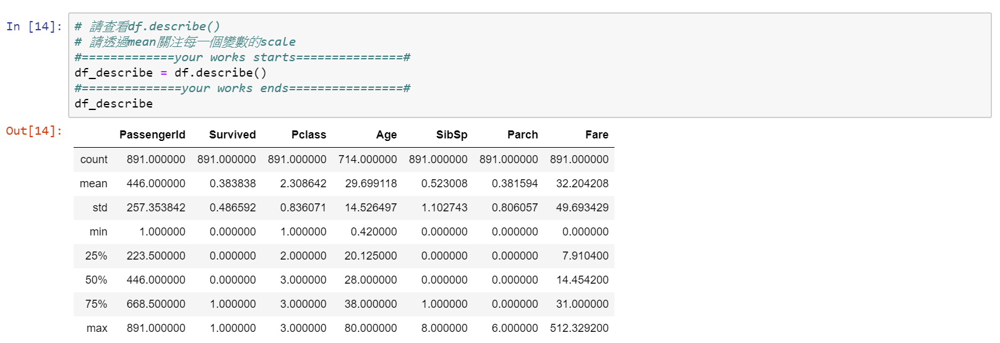 In [14]:
# 請查看df.describe()
# 請透過mean關注每一個變數的scale
#=============your works starts===============#
df_describe = df.describe()
#==============your works ends================#
df_describe
Out[14]:
PassengerId Survived Pclass Age SibSp Parch Fare
count 891.000000 891.000000 891.000000 714.000000 891.000000 891.000000 891.000000
mean 446.000000 0.383838 2.308642 29.699118 0.523008 0.381594 32.204208
std 257.353842 0.486592 0.836071 14.526497 1.102743 0.806057 49.693429
min 1.000000 0.000000 1.000000 0.420000 0.000000 0.000000 0.000000
25% 223.500000 0.000000 2.000000 20.125000 0.000000 0.000000 7.910400
50% 446.000000 0.000000 3.000000 28.000000 0.000000 0.000000 14.454200
75% 668.500000 1.000000 3.000000 38.000000 1.000000 0.000000 31.000000
max 891.000000 1.000000 3.000000 80.000000 8.000000 6.000000 512.329200